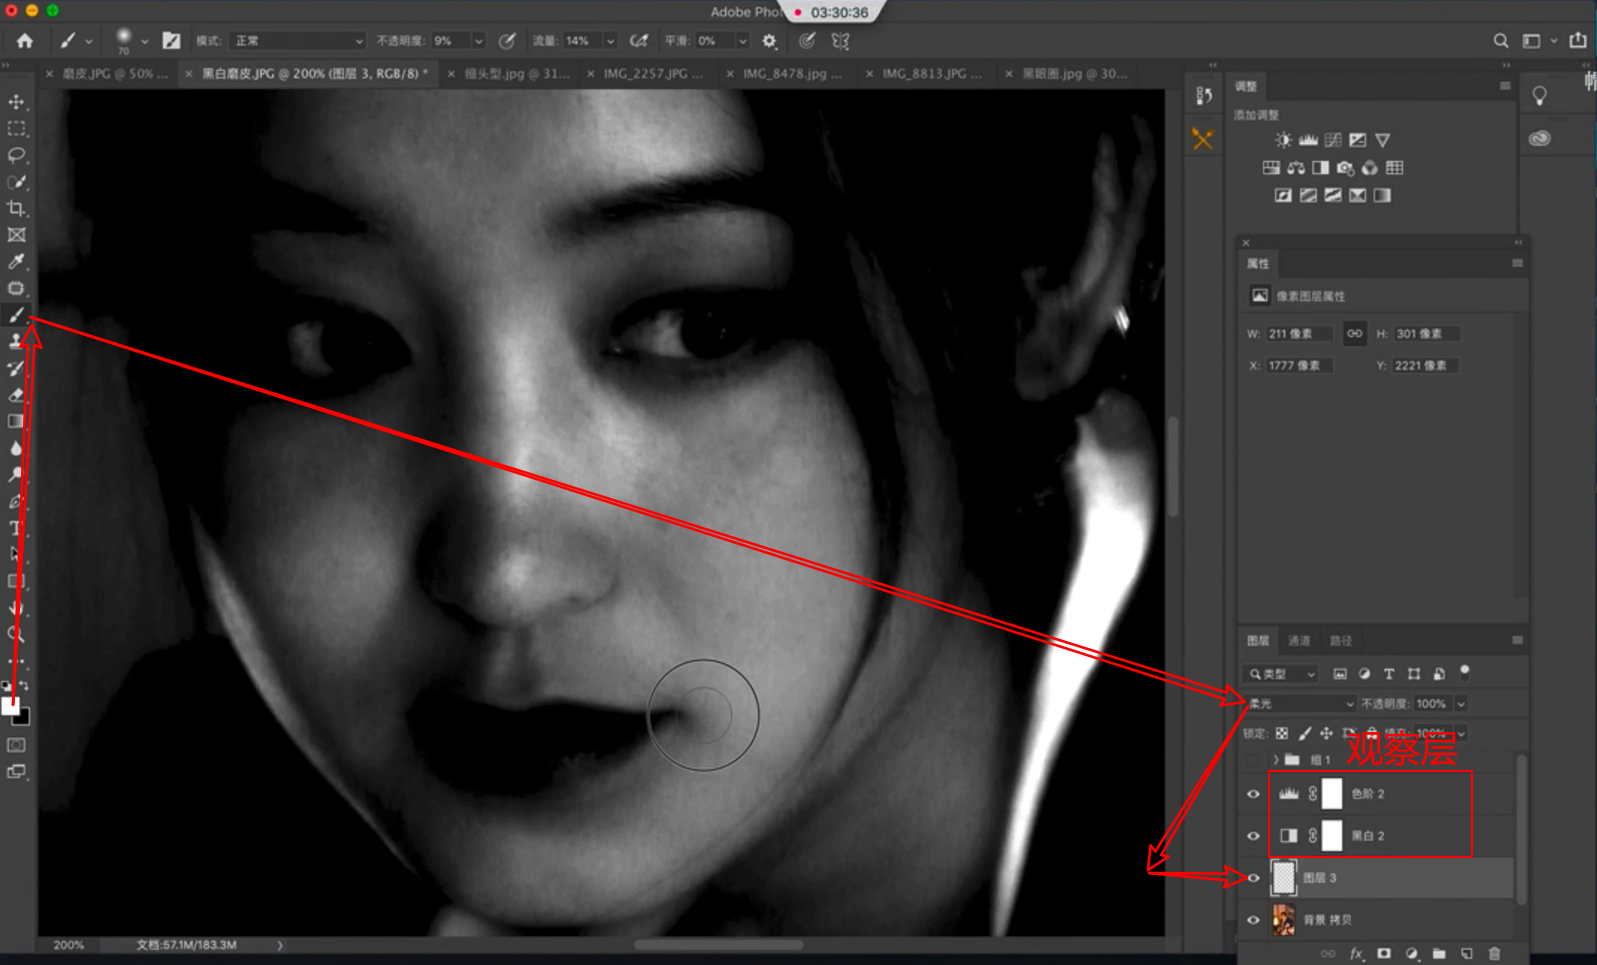 Adobe Pho
03:30:36
70
模式: 正常
不透明度: 9%
流量: 14%
平滑: 0%
× 磨皮.JPG @ 50% ...
× 黑白磨皮.JPG @ 200% (图层 3, RGB/8) *
× 缩头型.jpg @ 31...
× IMG_2257.JPG ...
× IMG_8478.jpg ...
× IMG_8813.JPG ...
× 黑眼圈.jpg @ 30...
调整
添加调整
属性
像素图层属性
W: 211 像素
H: 301 像素
X: 1777 像素
Y: 2221 像素
图层 通道 路径
类型
柔光
不透明度: 100%
锁定:
填充: 100%
组 1
观察层
色阶 2
黑白 2
图层 3
背景 拷贝
fx
200%
文档:57.1M/183.3M